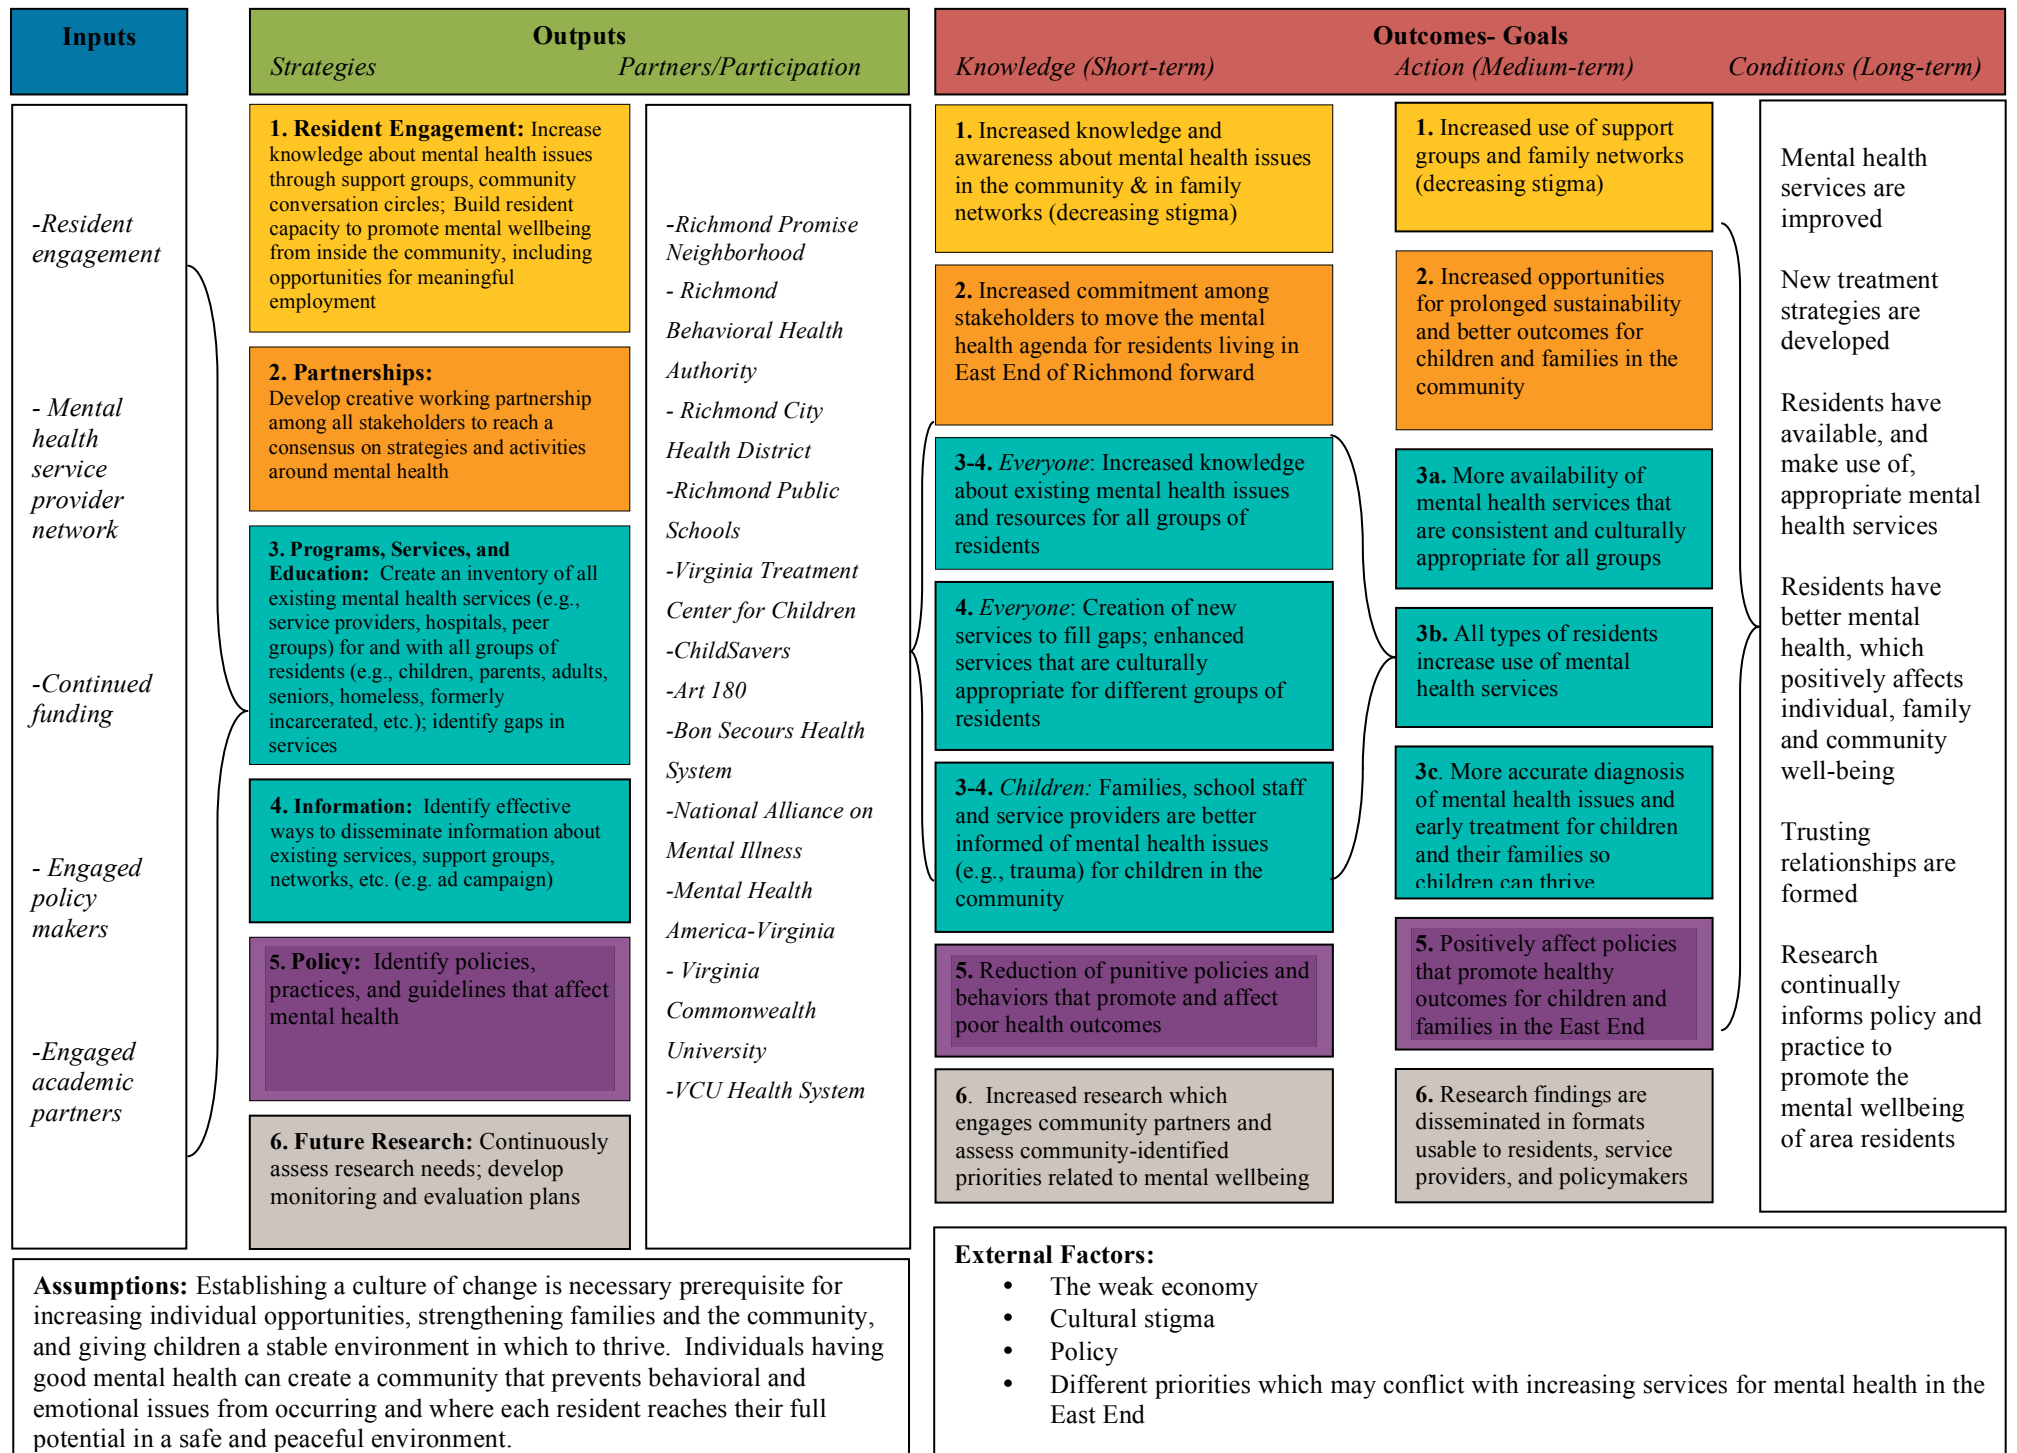 Inputs
Outputs
Strategies
Partners/Participation
Outcomes- Goals
Knowledge (Short-term)
Action (Medium-term)
Conditions (Long-term)
-Resident
engagement
- Mental
health
service
provider
network
-Continued
funding
- Engaged
policy
makers
-Engaged
academic
partners
1. Resident Engagement: Increase
knowledge about mental health issues
through support groups, community
conversation circles; Build resident
capacity to promote mental wellbeing
from inside the community, including
opportunities for meaningful
employment
2. Partnerships:
Develop creative working partnership
among all stakeholders to reach a
consensus on strategies and activities
around mental health
3. Programs, Services, and
Education: Create an inventory of all
existing mental health services (e.g.,
service providers, hospitals, peer
groups) for and with all groups of
residents (e.g., children, parents, adults,
seniors, homeless, formerly
incarcerated, etc.); identify gaps in
services
4. Information: Identify effective
ways to disseminate information about
existing services, support groups,
networks, etc. (e.g. ad campaign)
5. Policy: Identify policies,
practices, and guidelines that affect
mental health
6. Future Research: Continuously
assess research needs; develop
monitoring and evaluation plans
-Richmond Promise
Neighborhood
- Richmond
Behavioral Health
Authority
- Richmond City
Health District
-Richmond Public
Schools
-Virginia Treatment
Center for Children
-ChildSavers
-Art 180
-Bon Secours Health
System
-National Alliance on
Mental Illness
-Mental Health
America-Virginia
- Virginia
Commonwealth
University
-VCU Health System
1. Increased knowledge and
awareness about mental health issues
in the community & in family
networks (decreasing stigma)
2. Increased commitment among
stakeholders to move the mental
health agenda for residents living in
East End of Richmond forward
3-4. Everyone: Increased knowledge
about existing mental health issues
and resources for all groups of
residents
4. Everyone: Creation of new
services to fill gaps; enhanced
services that are culturally
appropriate for different groups of
residents
3-4. Children: Families, school staff
and service providers are better
informed of mental health issues
(e.g., trauma) for children in the
community
5. Reduction of punitive policies and
behaviors that promote and affect
poor health outcomes
6. Increased research which
engages community partners and
assess community-identified
priorities related to mental wellbeing
1. Increased use of support
groups and family networks
(decreasing stigma)
2. Increased opportunities
for prolonged sustainability
and better outcomes for
children and families in the
community
3a. More availability of
mental health services that
are consistent and culturally
appropriate for all groups
3b. All types of residents
increase use of mental
health services
3c. More accurate diagnosis
of mental health issues and
early treatment for children
and their families so
children can thrive
5. Positively affect policies
that promote healthy
outcomes for children and
families in the East End
6. Research findings are
disseminated in formats
usable to residents, service
providers, and policymakers
Mental health
services are
improved
New treatment
strategies are
developed
Residents have
available, and
make use of,
appropriate mental
health services
Residents have
better mental
health, which
positively affects
individual, family
and community
well-being
Trusting
relationships are
formed
Research
continually
informs policy and
practice to
promote the
mental wellbeing
of area residents
Assumptions: Establishing a culture of change is necessary prerequisite for
increasing individual opportunities, strengthening families and the community,
and giving children a stable environment in which to thrive. Individuals having
good mental health can create a community that prevents behavioral and
emotional issues from occurring and where each resident reaches their full
potential in a safe and peaceful environment.
External Factors:
• The weak economy
• Cultural stigma
• Policy
• Different priorities which may conflict with increasing services for mental health in the
East End